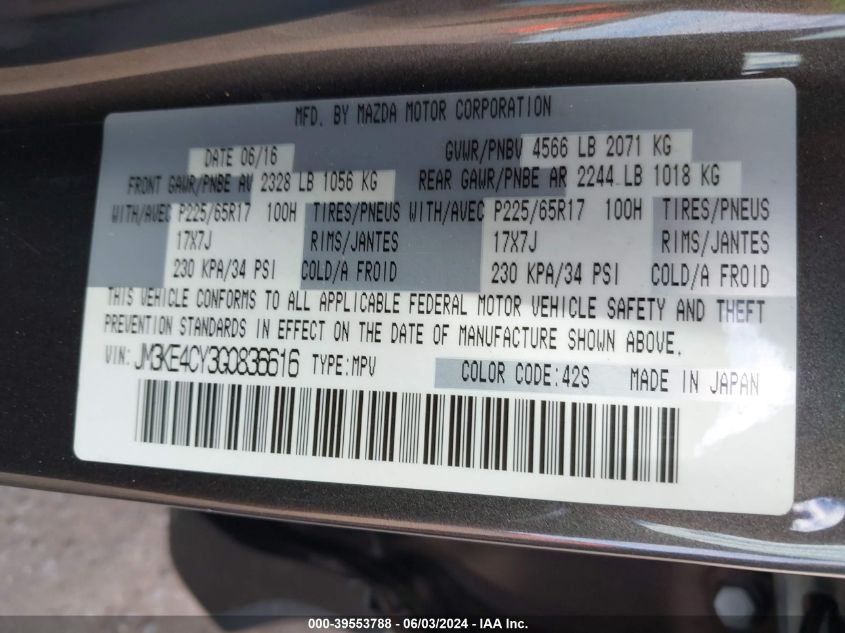 MFD. BY MAZDA MOTOR CORPORATION
DATE 06/16 GVWR/PNBV 4566 LB 2071 KG
FRONT GAWR/PNBE AV 2328 LB 1056 KG REAR GAWR/PNBE AR 2244 LB 1018 KG
WITH/AVEC P225/65R17 100H TIRES/PNEUS WITH/AVEC P225/65R17 100H TIRES/PNEUS
17X7J RIMS/JANTES 17X7J RIMS/JANTES
230 KPA/34 PSI COLD/A FROID 230 KPA/34 PSI COLD/A FROID
THIS VEHICLE CONFORMS TO ALL APPLICABLE FEDERAL MOTOR VEHICLE SAFETY AND THEFT
PREVENTION STANDARDS IN EFFECT ON THE DATE OF MANUFACTURE SHOWN ABOVE.
VIN: JM3KE4CY3G0836616 TYPE:MPV COLOR CODE:42S MADE IN JAPAN
000-39553788 - 06/03/2024 - IAA Inc.